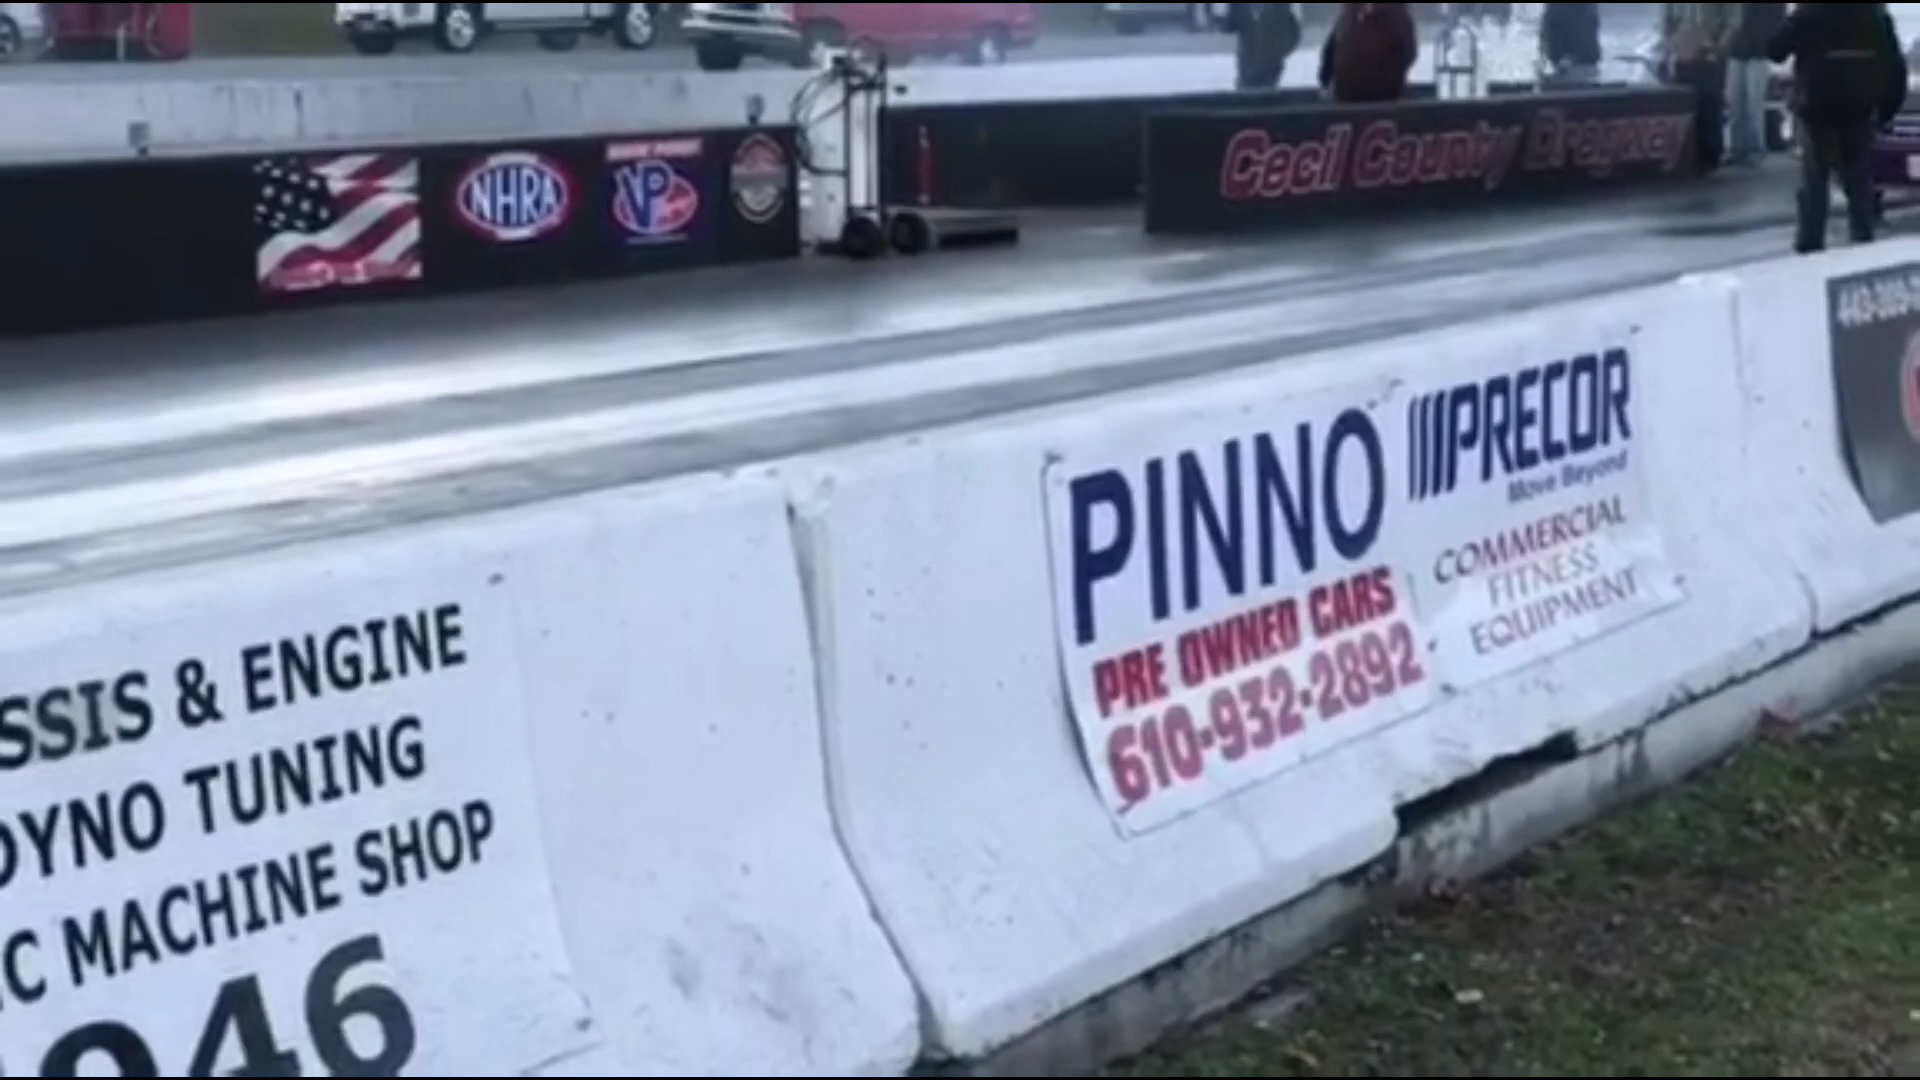 NHRA
VP
Cecil County Dragway
PINNO
PRE OWNED CARS
610-932-2892
PRECOR
Move Beyond
COMMERCIAL
FITNESS
EQUIPMENT
SSIS & ENGINE
DYNO TUNING
C MACHINE SHOP
946